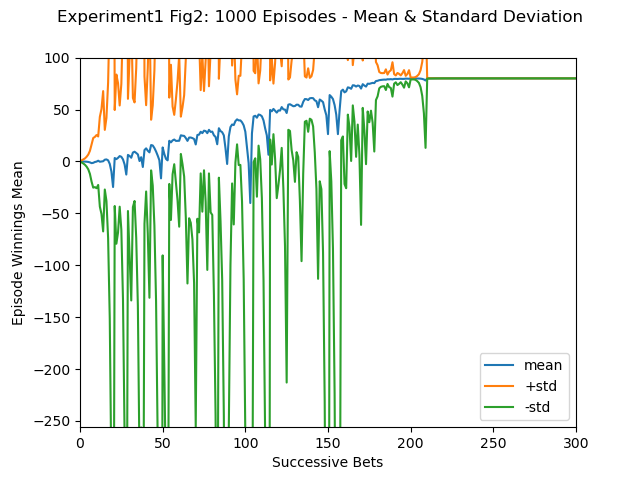 Experiment1 Fig2: 1000 Episodes - Mean & Standard Deviation
100
50
0
−50
−100
−150
−200
−250
Episode Winnings Mean
0 50 100 150 200 250 300
Successive Bets
mean
+std
-std